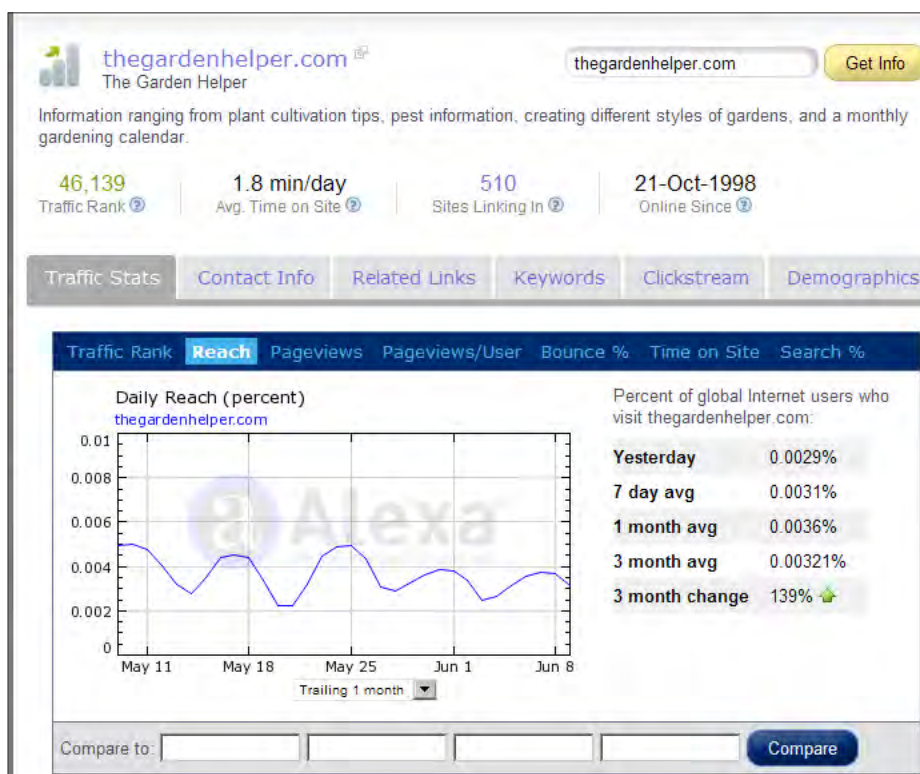 thegardenhelper.com
The Garden Helper
thegardenhelper.com
Get Info
Information ranging from plant cultivation tips, pest information, creating different styles of gardens, and a monthly
gardening calendar.
46,139 1.8 min/day 510 21-Oct-1998
Traffic Rank ? Avg. Time on Site ? Sites Linking In ? Online Since ?
Traffic Stats Contact Info Related Links Keywords Clickstream Demographics
Traffic Rank Reach Pageviews Pageviews/User Bounce % Time on Site Search %
Daily Reach (percent)
thegardenhelper.com
0.01
0.008
0.006
0.004
0.002
0
May 11 May 18 May 25 Jun 1 Jun 8
a Alexa
Trailing 1 month
Percent of global Internet users who
visit thegardenhelper.com:
Yesterday 0.0029%
7 day avg 0.0031%
1 month avg 0.0036%
3 month avg 0.00321%
3 month change 139%
Compare to: Compare